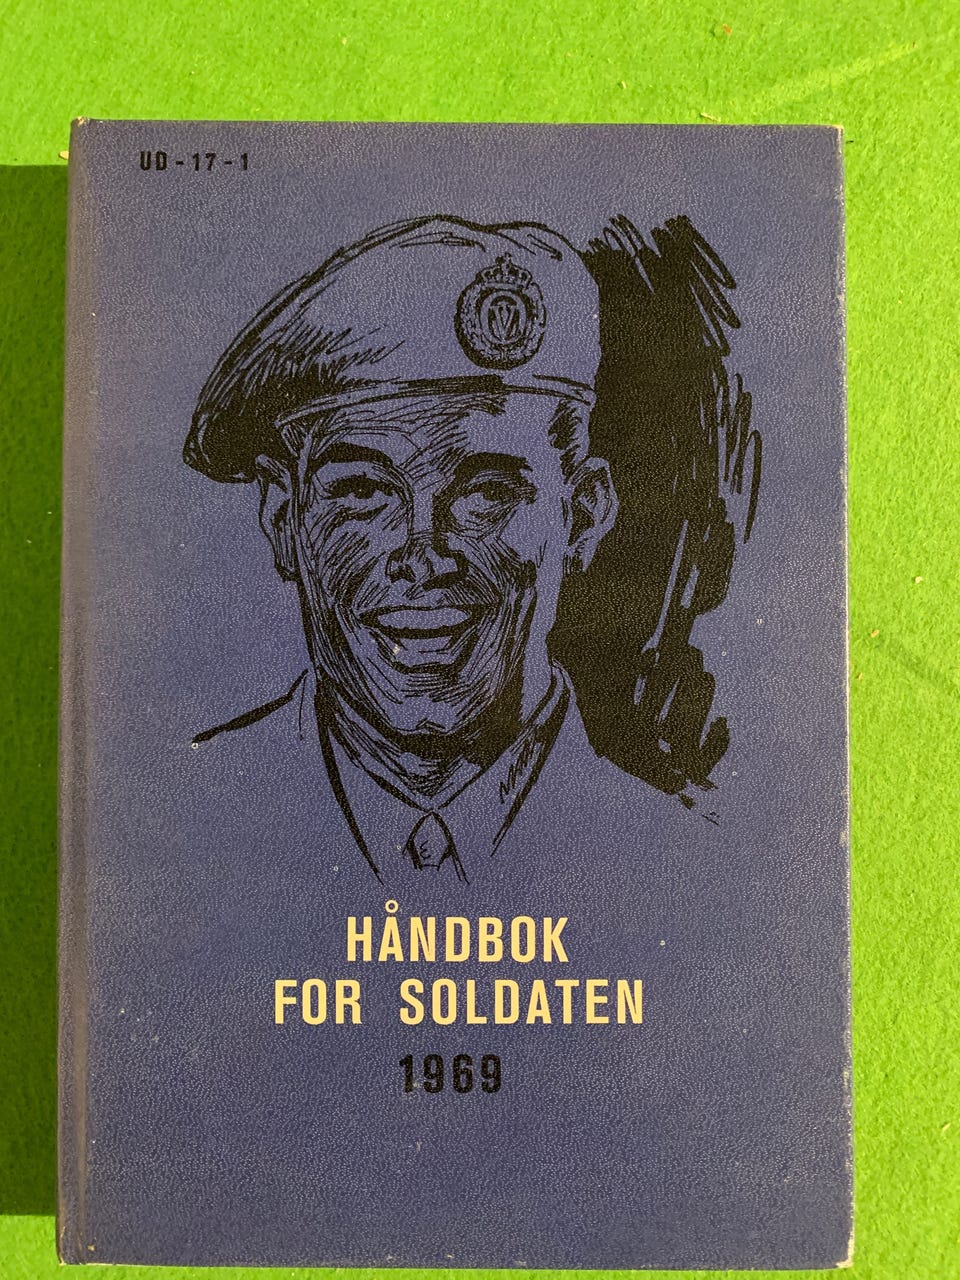 UD-17-1
HÅNDBOK
FOR SOLDATEN
1969